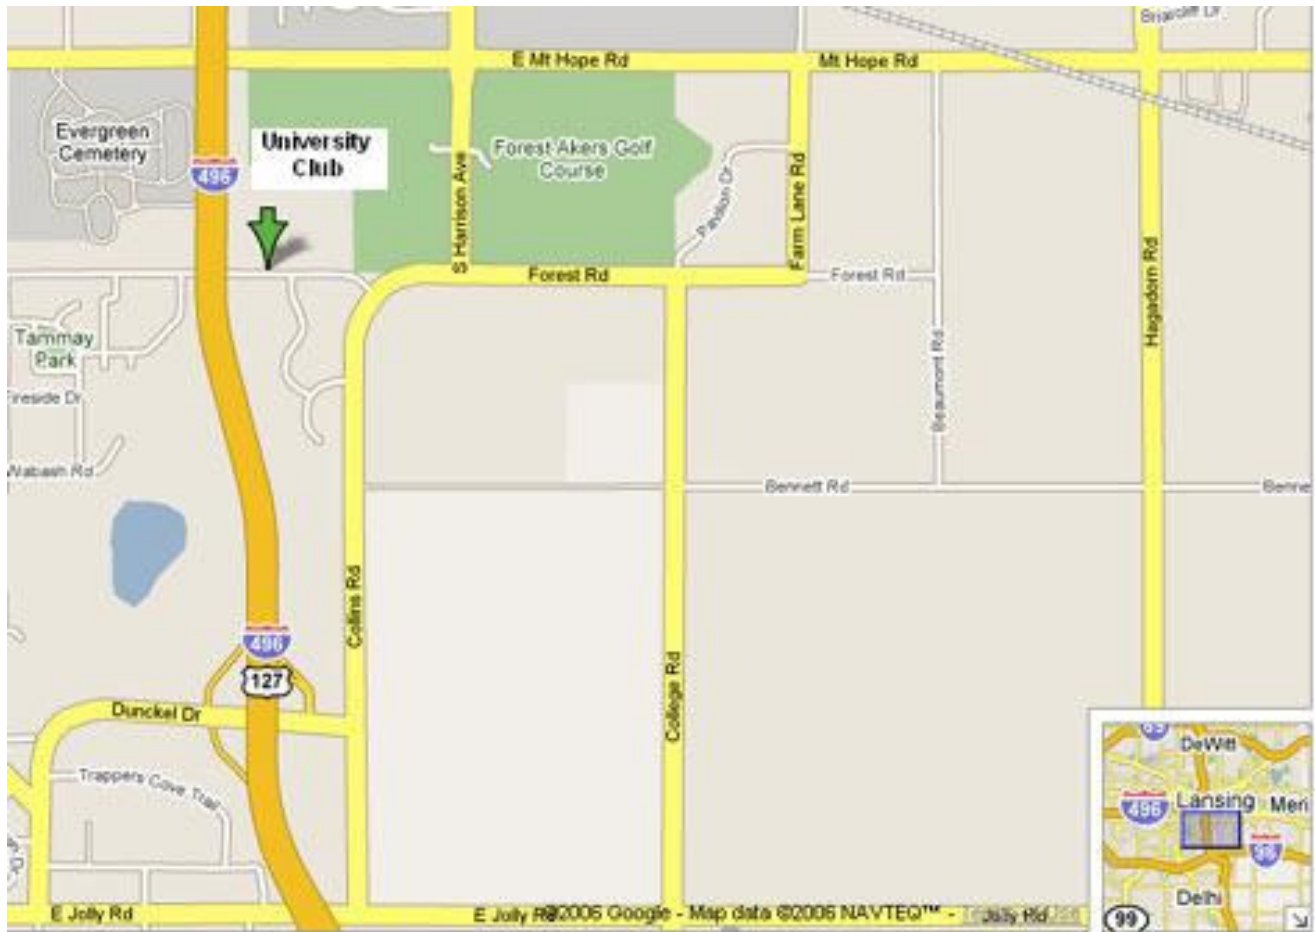 Briarcliff Dr
E Mt Hope Rd
Mt Hope Rd
Evergreen
Cemetery
University
Club
496
Forest Akers Golf
Course
S Harrison Ave
Pavilion Dr
Farm Lane Rd
Hagadorn Rd
Forest Rd
Forest Rd
Tammay
Park
Fireside Dr
Beaumont Rd
Wabash Rd
Bennett Rd
Benne
Collins Rd
496
127
College Rd
Dunckel Dr
Trappers Cove Trail
DeWitt
496
Lansing
Meri
Delhi
99
E Jolly Rd
E Jolly Rd
©2006 Google - Map data ©2006 NAVTEQ™ -
Jolly Rd